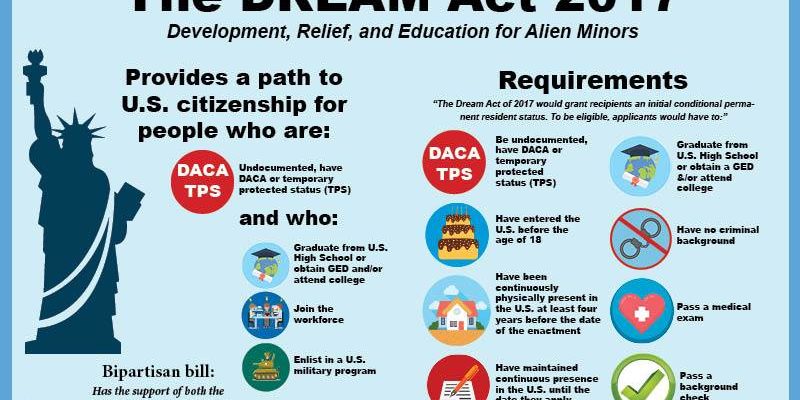 The DREAM Act 2017
Development, Relief, and Education for Alien Minors
Provides a path to
U.S. citizenship for
people who are:
DACA
TPS
Undocumented, have
DACA or temporary
protected status (TPS)
and who:
Graduate from U.S.
High School or
obtain GED and/or
attend college
Join the
workforce
Enlist in a U.S.
military program
Bipartisan bill:
Has the support of both the
Requirements
“The Dream Act of 2017 would grant recipients an initial conditional perma-
nent resident status. To be eligible, applicants would have to:”
DACA
TPS
Be undocumented,
have DACA or
temporary
protected
status (TPS)
Have entered the
U.S. before the
age of 18
Have been
continuously
physically present in
the U.S. at least four
years before the date
of the enactment
Have maintained
continuous presence
in the U.S. until the
date they apply
Graduate from
U.S. High School
or obtain a GED
&/or attend
college
Have no criminal
background
Pass a medical
exam
Pass a
background
check